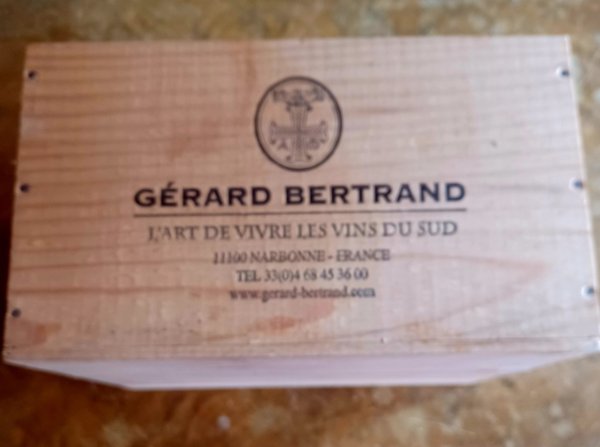 GÉRARD BERTRAND
L'ART DE VIVRE LES VINS DU SUD
11100 NARBONNE - FRANCE
TEL 33(0)4 68 45 36 00
www.gerard-bertrand.com